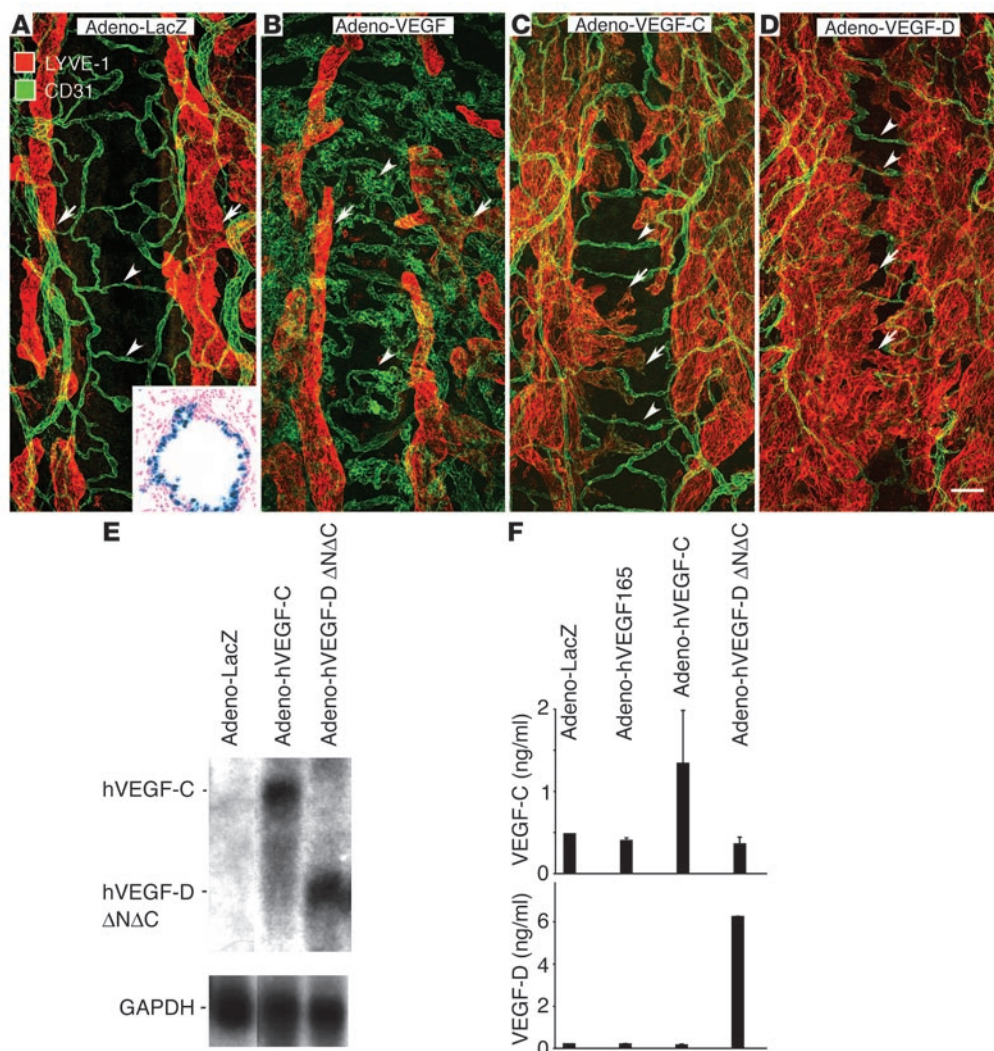 A Adeno-LacZ
B Adeno-VEGF
C Adeno-VEGF-C
D Adeno-VEGF-D
LYVE-1
CD31
E
Adeno-LacZ
Adeno-hVEGF-C
Adeno-hVEGF-D ΔNΔC
hVEGF-C -
hVEGF-D -
ΔNΔC
GAPDH -
F
Adeno-LacZ
Adeno-hVEGF165
Adeno-hVEGF-C
Adeno-hVEGF-D ΔNΔC
VEGF-C (ng/ml)
2
1
0
VEGF-D (ng/ml)
6
4
2
0